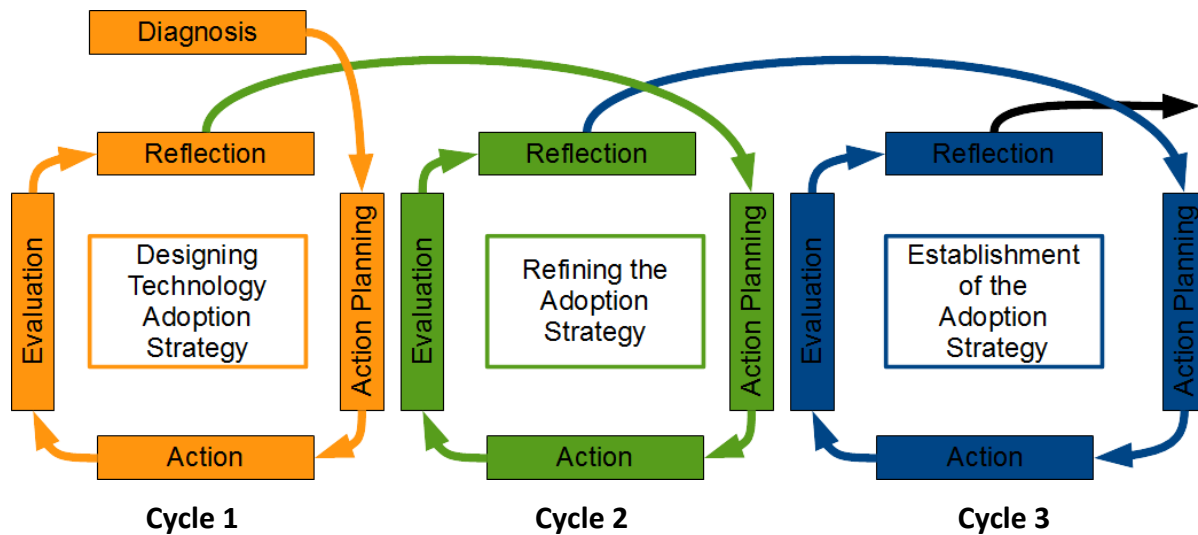 Diagnosis
Reflection
Evaluation
Designing
Technology
Adoption
Strategy
Action Planning
Action
Cycle 1
Reflection
Evaluation
Refining the
Adoption
Strategy
Action Planning
Action
Cycle 2
Reflection
Evaluation
Establishment
of the
Adoption
Strategy
Action Planning
Action
Cycle 3